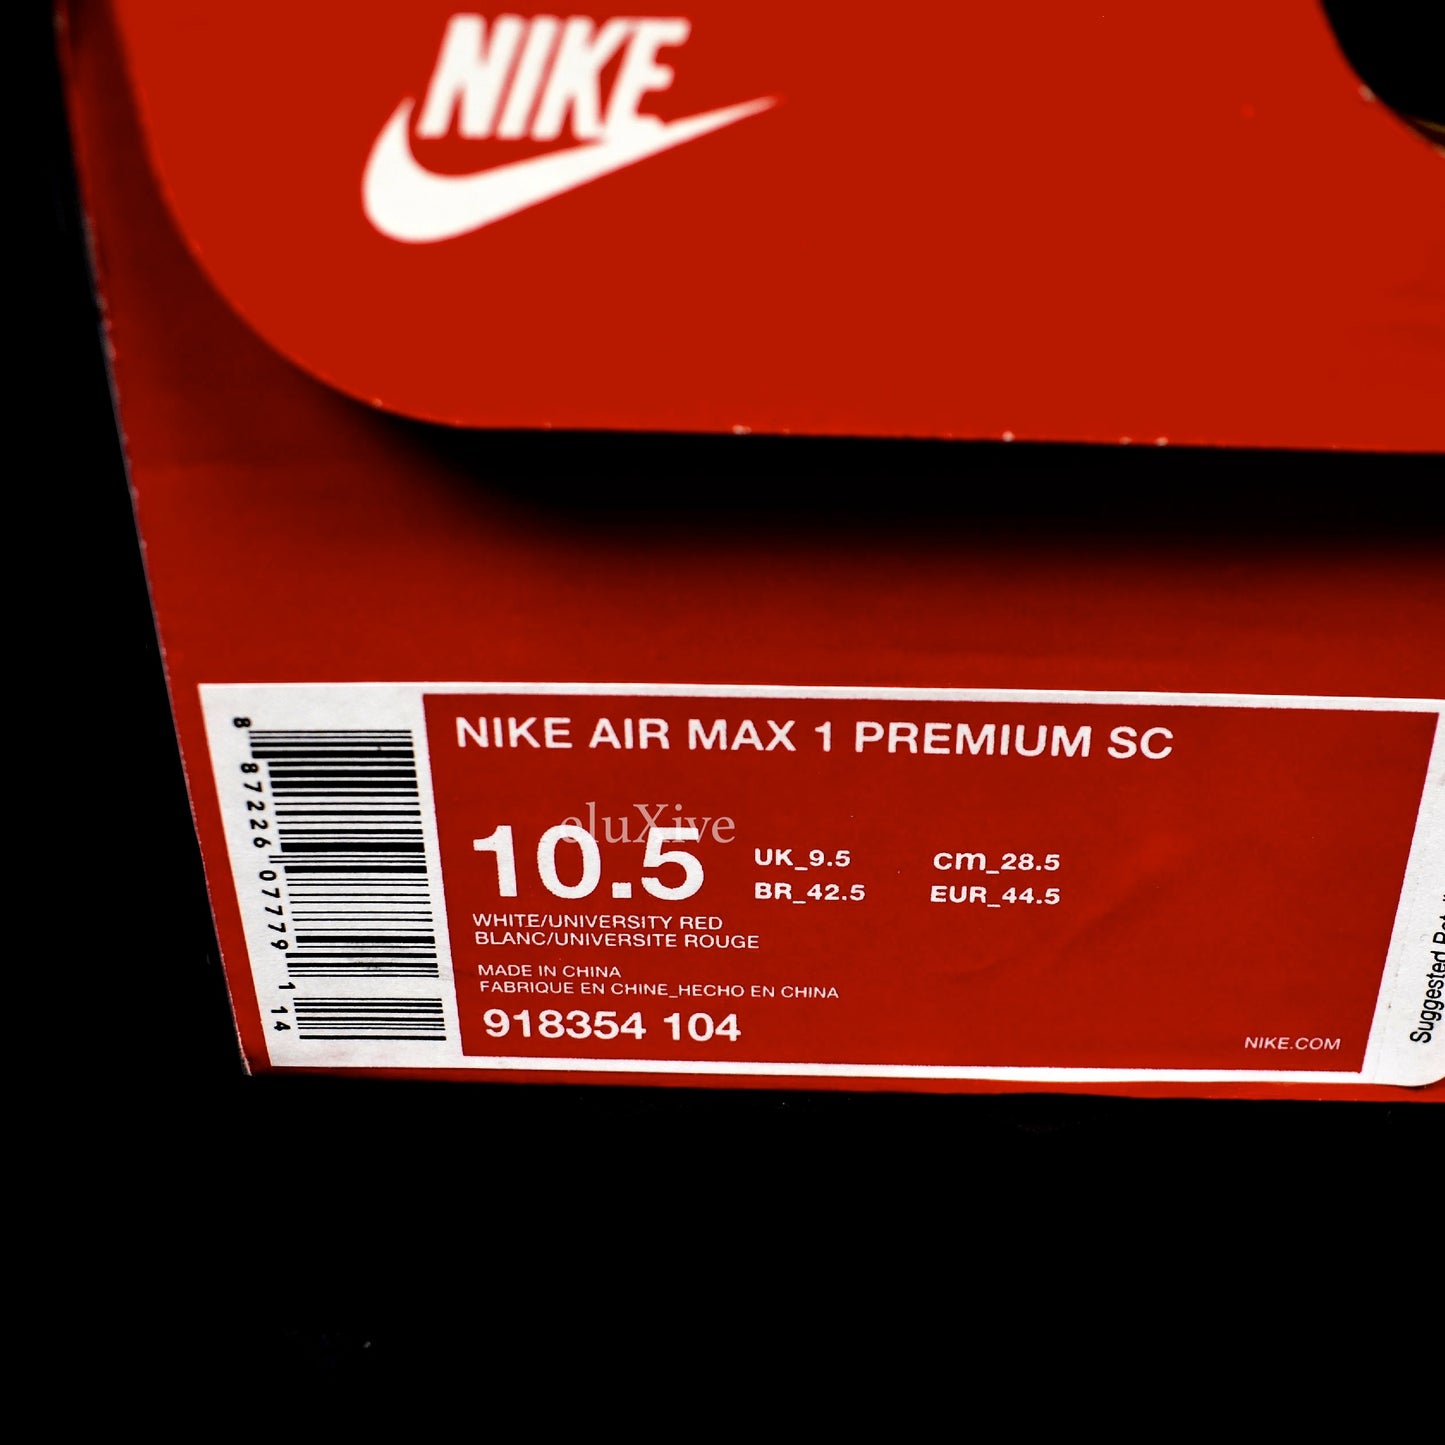 NIKE
8 87226 07779 1 14
NIKE AIR MAX 1 PREMIUM SC
eluXive
10.5
UK_9.5 cm_28.5
BR_42.5 EUR_44.5
WHITE/UNIVERSITY RED
BLANC/UNIVERSITE ROUGE
MADE IN CHINA
FABRIQUE EN CHINE_HECHO EN CHINA
918354 104
NIKE.COM
Suggested